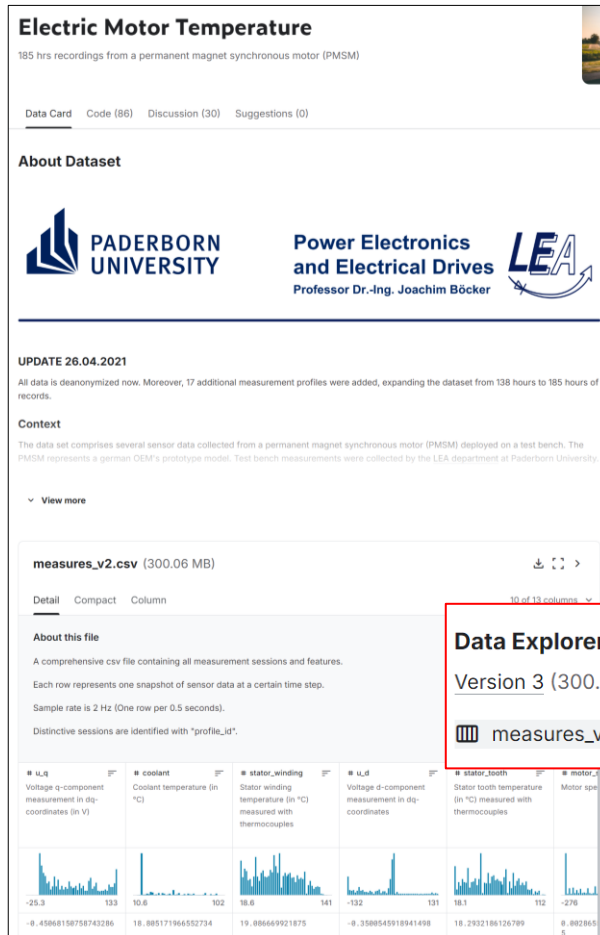 Electric Motor Temperature
185 hrs recordings from a permanent magnet synchronous motor (PMSM)
Data Card Code (86) Discussion (30) Suggestions (0)
About Dataset
PADERBORN
UNIVERSITY
Power Electronics
and Electrical Drives
Professor Dr.-Ing. Joachim Böcker
LEA
UPDATE 26.04.2021
All data is deanonymized now. Moreover, 17 additional measurement profiles were added, expanding the dataset from 138 hours to 185 hours of
records.
Context
The data set comprises several sensor data collected from a permanent magnet synchronous motor (PMSM) deployed on a test bench. The
PMSM represents a german OEM's prototype model. Test bench measurements were collected by the LEA department at Paderborn University.
View more
measures_v2.csv (300.06 MB)
Detail Compact Column
10 of 13 columns
About this file
A comprehensive csv file containing all measurement sessions and features.
Each row represents one snapshot of sensor data at a certain time step.
Sample rate is 2 Hz (One row per 0.5 seconds).
Distinctive sessions are identified with "profile_id".
Data Explorer
Version 3 (300.
measures_v
# u_q # coolant # stator_winding # u_d # stator_tooth # motor_s
Voltage q-component
measurement in dq-
coordinates (in V)
Coolant temperature (in
°C)
Stator winding
temperature (in °C)
measured with
thermocouples
Voltage d-component
measurement in dq-
coordinates
Stator tooth temperature
(in °C) measured with
thermocouples
Motor spe
-25.3 133 10.6 102 18.6 141 -132 131 18.1 112 -276
-0.45068150758743286 18.805171966552734 19.086669921875 -0.3500545918941498 18.2932186126709 0.002865
5